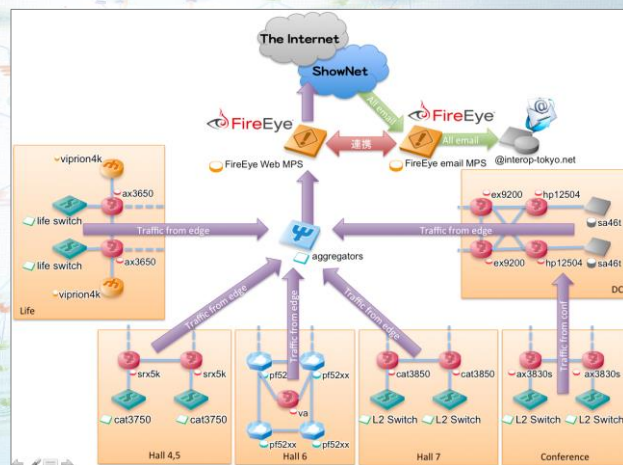 The Internet
ShowNet
All email
FireEye
FireEye
連携
All email
FireEye Web MPS
FireEye email MPS
@interop-tokyo.net
viprion4k
ax3650
life switch
Traffic from edge
life switch
ax3650
viprion4k
Life
aggregators
ex9200
hp12504
sa46t
Traffic from edge
ex9200
hp12504
sa46t
DC
Traffic from edge
Traffic from edge
Traffic from edge
Traffic from conf
srx5k
srx5k
cat3750
cat3750
Hall 4,5
pf52xx
pf52xx
va
pf52xx
pf52xx
Hall 6
cat3850
cat3850
L2 Switch
L2 Switch
Hall 7
ax3830s
ax3830s
L2 Switch
L2 Switch
Conference